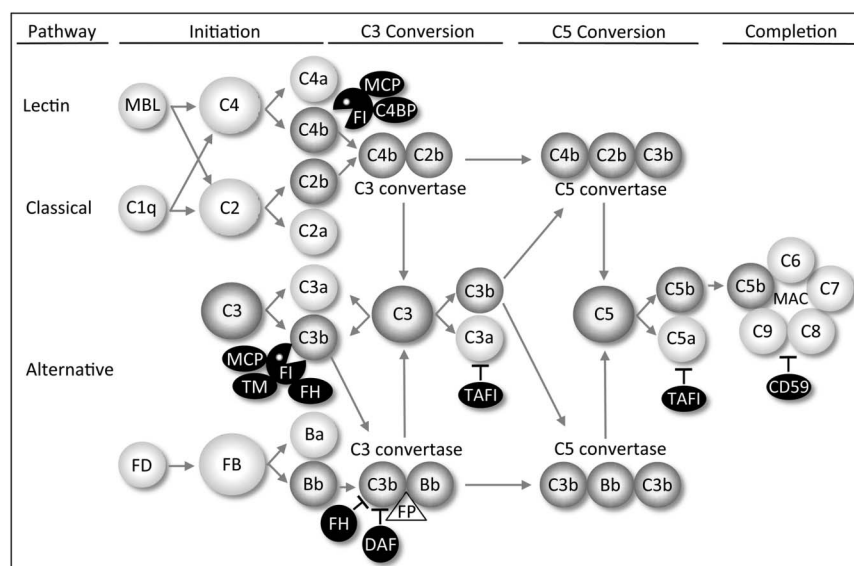 Pathway Initiation C3 Conversion C5 Conversion Completion
Lectin
MBL C4 C4a
MCP
FI C4BP
C4b
C4b C2b
C3 convertase
C4b C2b C3b
C5 convertase
Classical
C1q C2 C2b
C2a
Alternative
C3 C3a
C3b
MCP FI
TM FH
C3 C3b
C3a
TAFI
C5 C5b
C5a
TAFI
C5b C6
MAC C7
C9 C8
CD59
FD FB Ba
Bb
C3 convertase
C3b Bb
FP
FH
DAF
C5 convertase
C3b Bb C3b